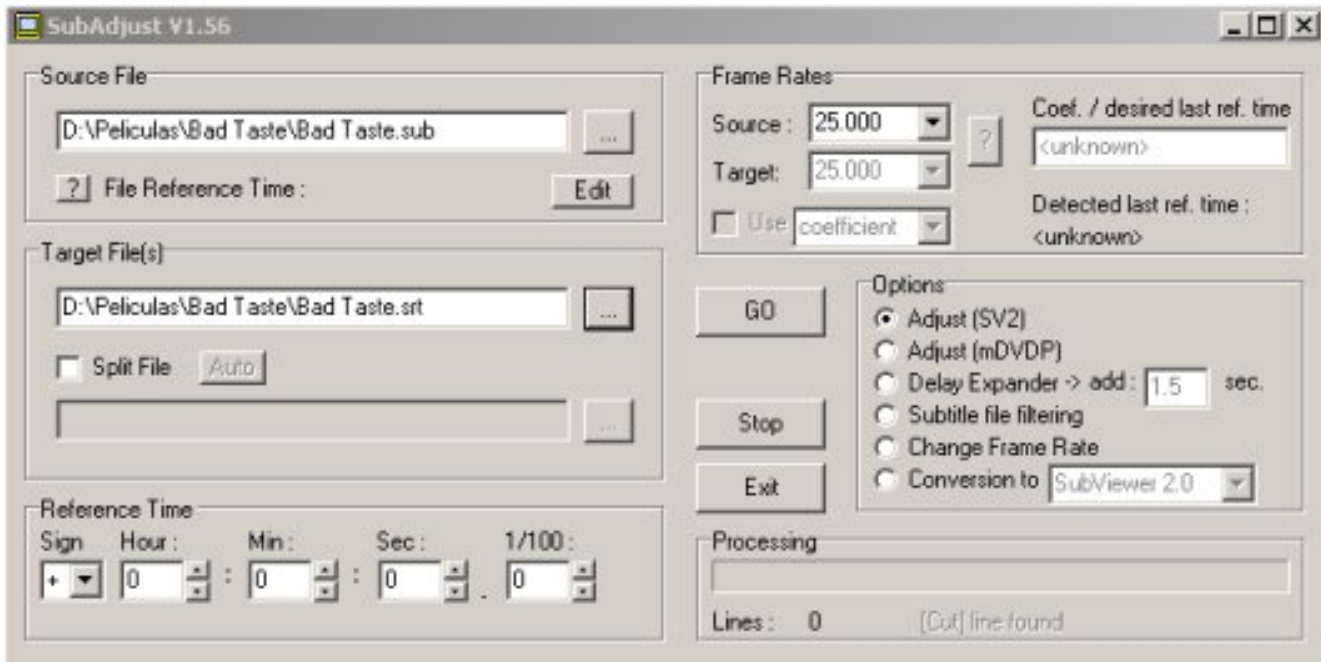 SubAdjust V1.56
Source File
D:\Peliculas\Bad Taste\Bad Taste.sub
...
? File Reference Time :
Edit
Target File(s)
D:\Peliculas\Bad Taste\Bad Taste.srt
...
Split File
Auto
...
Reference Time
Sign Hour : Min : Sec : 1/100 :
+ 0 : 0 : 0 . 0
Frame Rates
Source : 25.000
?
Target: 25.000
Use coefficient
Coef. / desired last ref. time
<unknown>
Detected last ref. time :
<unknown>
GO
Stop
Exit
Options
Adjust (SV2)
Adjust (mDVDP)
Delay Expander -> add : 1.5 sec.
Subtitle file filtering
Change Frame Rate
Conversion to SubViewer 2.0
Processing
Lines : 0 [Cut] line found